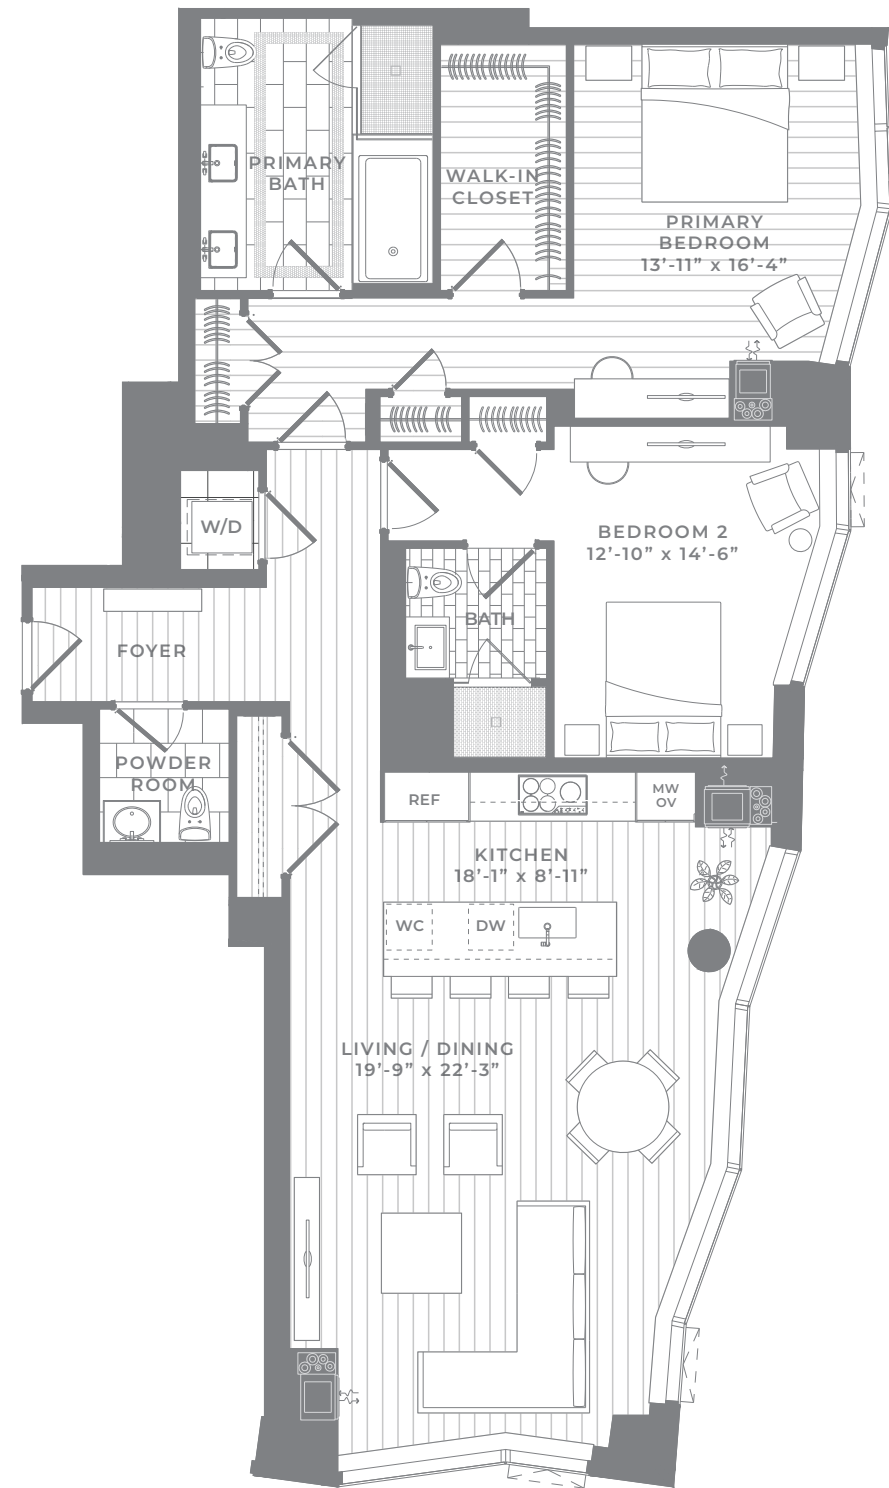 PRIMARY
BATH
WALK-IN
CLOSET
PRIMARY
BEDROOM
13’-11” x 16’-4”
W/D
BEDROOM 2
12’-10” x 14’-6”
BATH
FOYER
POWDER
ROOM
REF
MW
OV
KITCHEN
18’-1” x 8’-11”
WC
DW
LIVING / DINING
19’-9” x 22’-3”